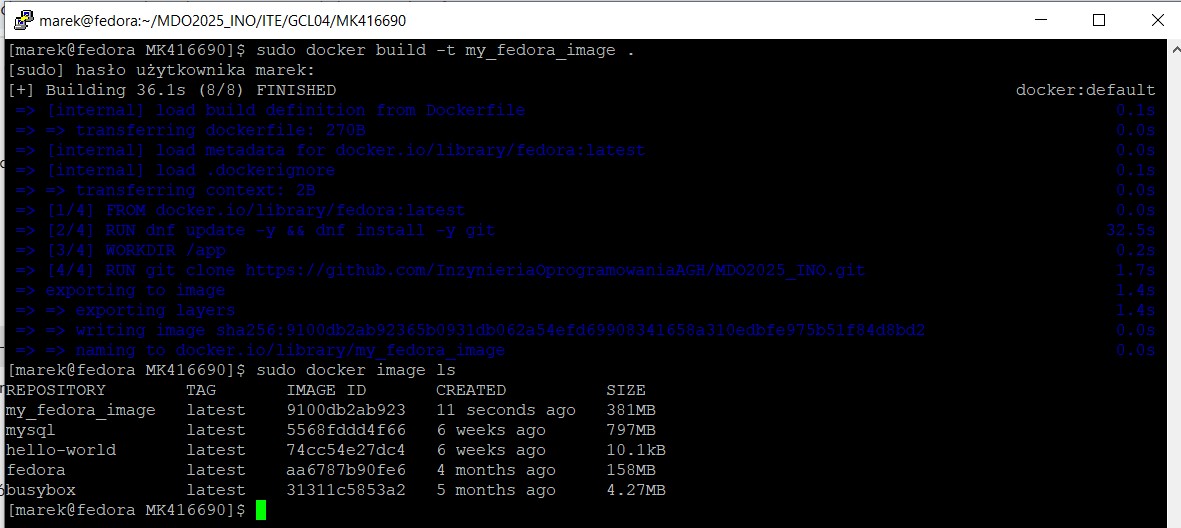 marek@fedora:~/MDO2025_INO/ITE/GCL04/MK416690
[marek@fedora MK416690]$ sudo docker build -t my_fedora_image .
[sudo] hasło użytkownika marek:
[+] Building 36.1s (8/8) FINISHED docker:default
=> [internal] load build definition from Dockerfile 0.1s
=> => transferring dockerfile: 270B 0.0s
=> [internal] load metadata for docker.io/library/fedora:latest 0.0s
=> [internal] load .dockerignore 0.1s
=> => transferring context: 2B 0.0s
=> [1/4] FROM docker.io/library/fedora:latest 0.0s
=> [2/4] RUN dnf update -y && dnf install -y git 32.5s
=> [3/4] WORKDIR /app 0.2s
=> [4/4] RUN git clone https://github.com/InzynieriaOprogramowaniaAGH/MDO2025_INO.git 1.7s
=> exporting to image 1.4s
=> => exporting layers 1.4s
=> => writing image sha256:9100db2ab92365b0931db062a54efd69908341658a310edbfe975b51f84d8bd2 0.0s
=> => naming to docker.io/library/my_fedora_image 0.0s
[marek@fedora MK416690]$ sudo docker image ls
REPOSITORY TAG IMAGE ID CREATED SIZE
my_fedora_image latest 9100db2ab923 11 seconds ago 381MB
mysql latest 5568fddd4f66 6 weeks ago 797MB
hello-world latest 74cc54e27dc4 6 weeks ago 10.1kB
fedora latest aa6787b90fe6 4 months ago 158MB
busybox latest 31311c5853a2 5 months ago 4.27MB
[marek@fedora MK416690]$